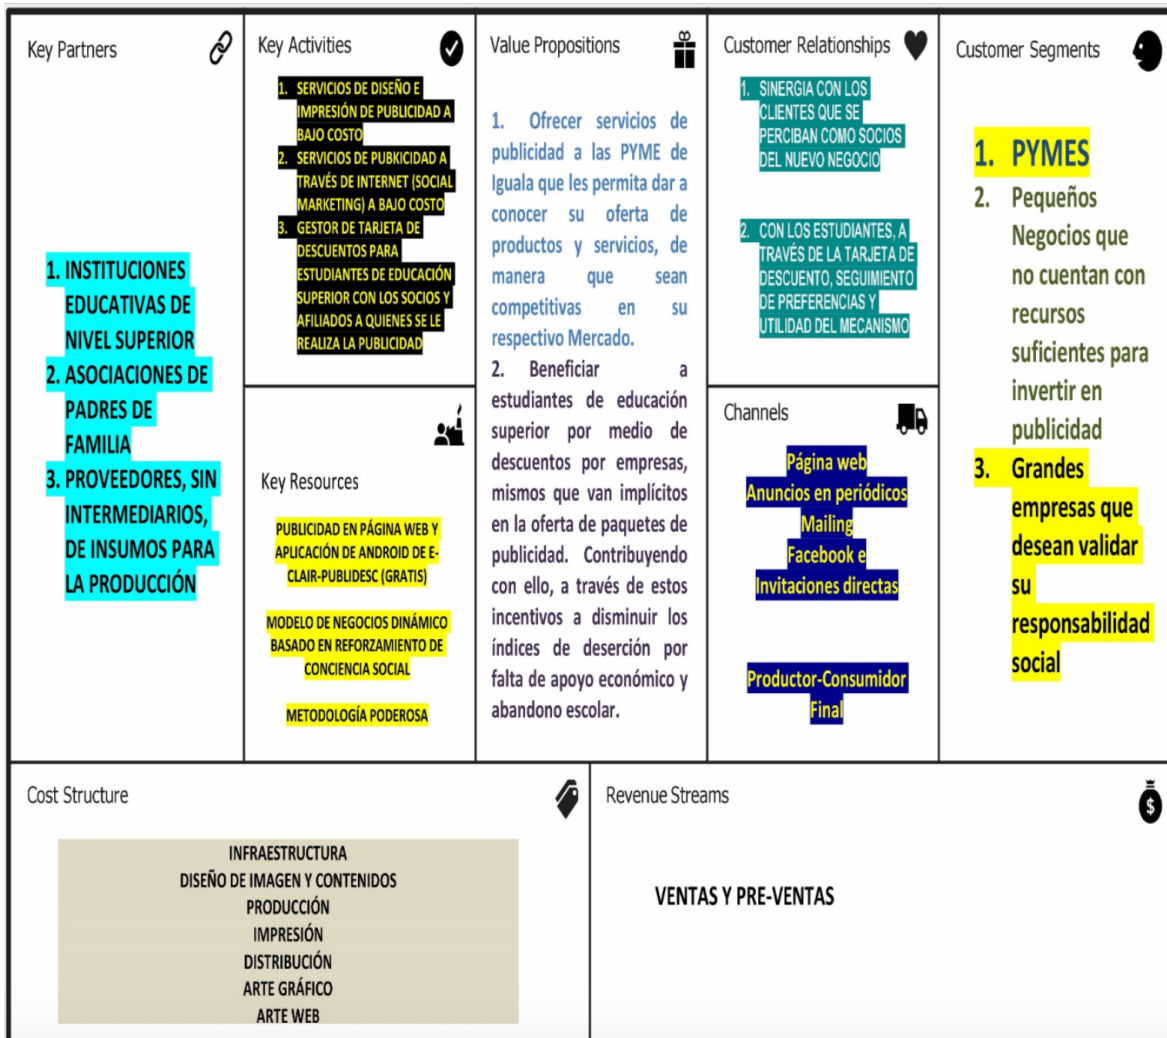 Key Partners
1. INSTITUCIONES
EDUCATIVAS DE
NIVEL SUPERIOR
2. ASOCIACIONES DE
PADRES DE
FAMILIA
3. PROVEEDORES, SIN
INTERMEDIARIOS,
DE INSUMOS PARA
LA PRODUCCIÓN
Key Activities
1. SERVICIOS DE DISEÑO E
IMPRESIÓN DE PUBLICIDAD A
BAJO COSTO
2. SERVICIOS DE PUBKICIDAD A
TRAVÉS DE INTERNET (SOCIAL
MARKETING) A BAJO COSTO
3. GESTOR DE TARJETA DE
DESCUENTOS PARA
ESTUDIANTES DE EDUCACIÓN
SUPERIOR CON LOS SOCIOS Y
AFILIADOS A QUIENES SE LE
REALIZA LA PUBLICIDAD
Key Resources
PUBLICIDAD EN PÁGINA WEB Y
APLICACIÓN DE ANDROID DE E-
CLAIR-PUBLIDESC (GRATIS)
MODELO DE NEGOCIOS DINÁMICO
BASADO EN REFORZAMIENTO DE
CONCIENCIA SOCIAL
METODOLOGÍA PODEROSA
Value Propositions
1. Ofrecer servicios de
publicidad a las PYME de
Iguala que les permita dar a
conocer su oferta de
productos y servicios, de
manera que sean
competitivas en su
respectivo Mercado.
2. Beneficiar a
estudiantes de educación
superior por medio de
descuentos por empresas,
mismos que van implícitos
en la oferta de paquetes de
publicidad. Contribuyendo
con ello, a través de estos
incentivos a disminuir los
índices de deserción por
falta de apoyo económico y
abandono escolar.
Customer Relationships
1. SINERGIA CON LOS
CLIENTES QUE SE
PERCIBAN COMO SOCIOS
DEL NUEVO NEGOCIO
2. CON LOS ESTUDIANTES, A
TRAVÉS DE LA TARJETA DE
DESCUENTO, SEGUIMIENTO
DE PREFERENCIAS Y
UTILIDAD DEL MECANISMO
Channels
Página web
Anuncios en periódicos
Mailing
Facebook e
Invitaciones directas
Productor-Consumidor
Final
Customer Segments
1. PYMES
2. Pequeños
Negocios que
no cuentan con
recursos
suficientes para
invertir en
publicidad
3. Grandes
empresas que
desean validar
su
responsabilidad
social
Cost Structure
INFRAESTRUCTURA
DISEÑO DE IMAGEN Y CONTENIDOS
PRODUCCIÓN
IMPRESIÓN
DISTRIBUCIÓN
ARTE GRÁFICO
ARTE WEB
Revenue Streams
$
VENTAS Y PRE-VENTAS